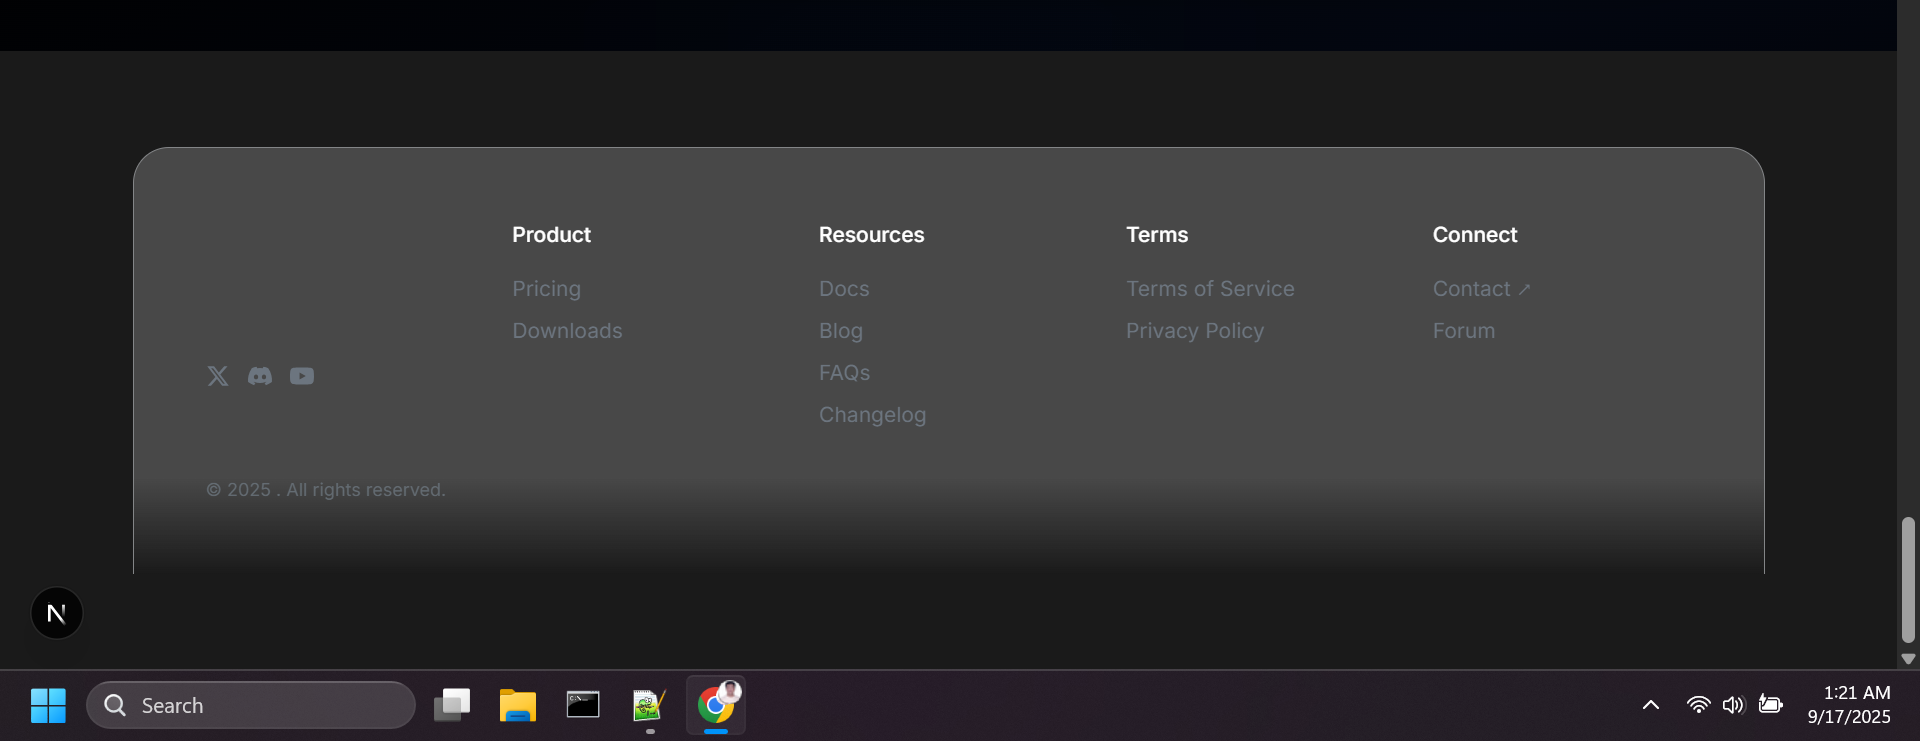 Product
Pricing
Downloads
Resources
Docs
Blog
FAQs
Changelog
Terms
Terms of Service
Privacy Policy
Connect
Contact ↗
Forum
© 2025 . All rights reserved.
N
Search
1:21 AM
9/17/2025